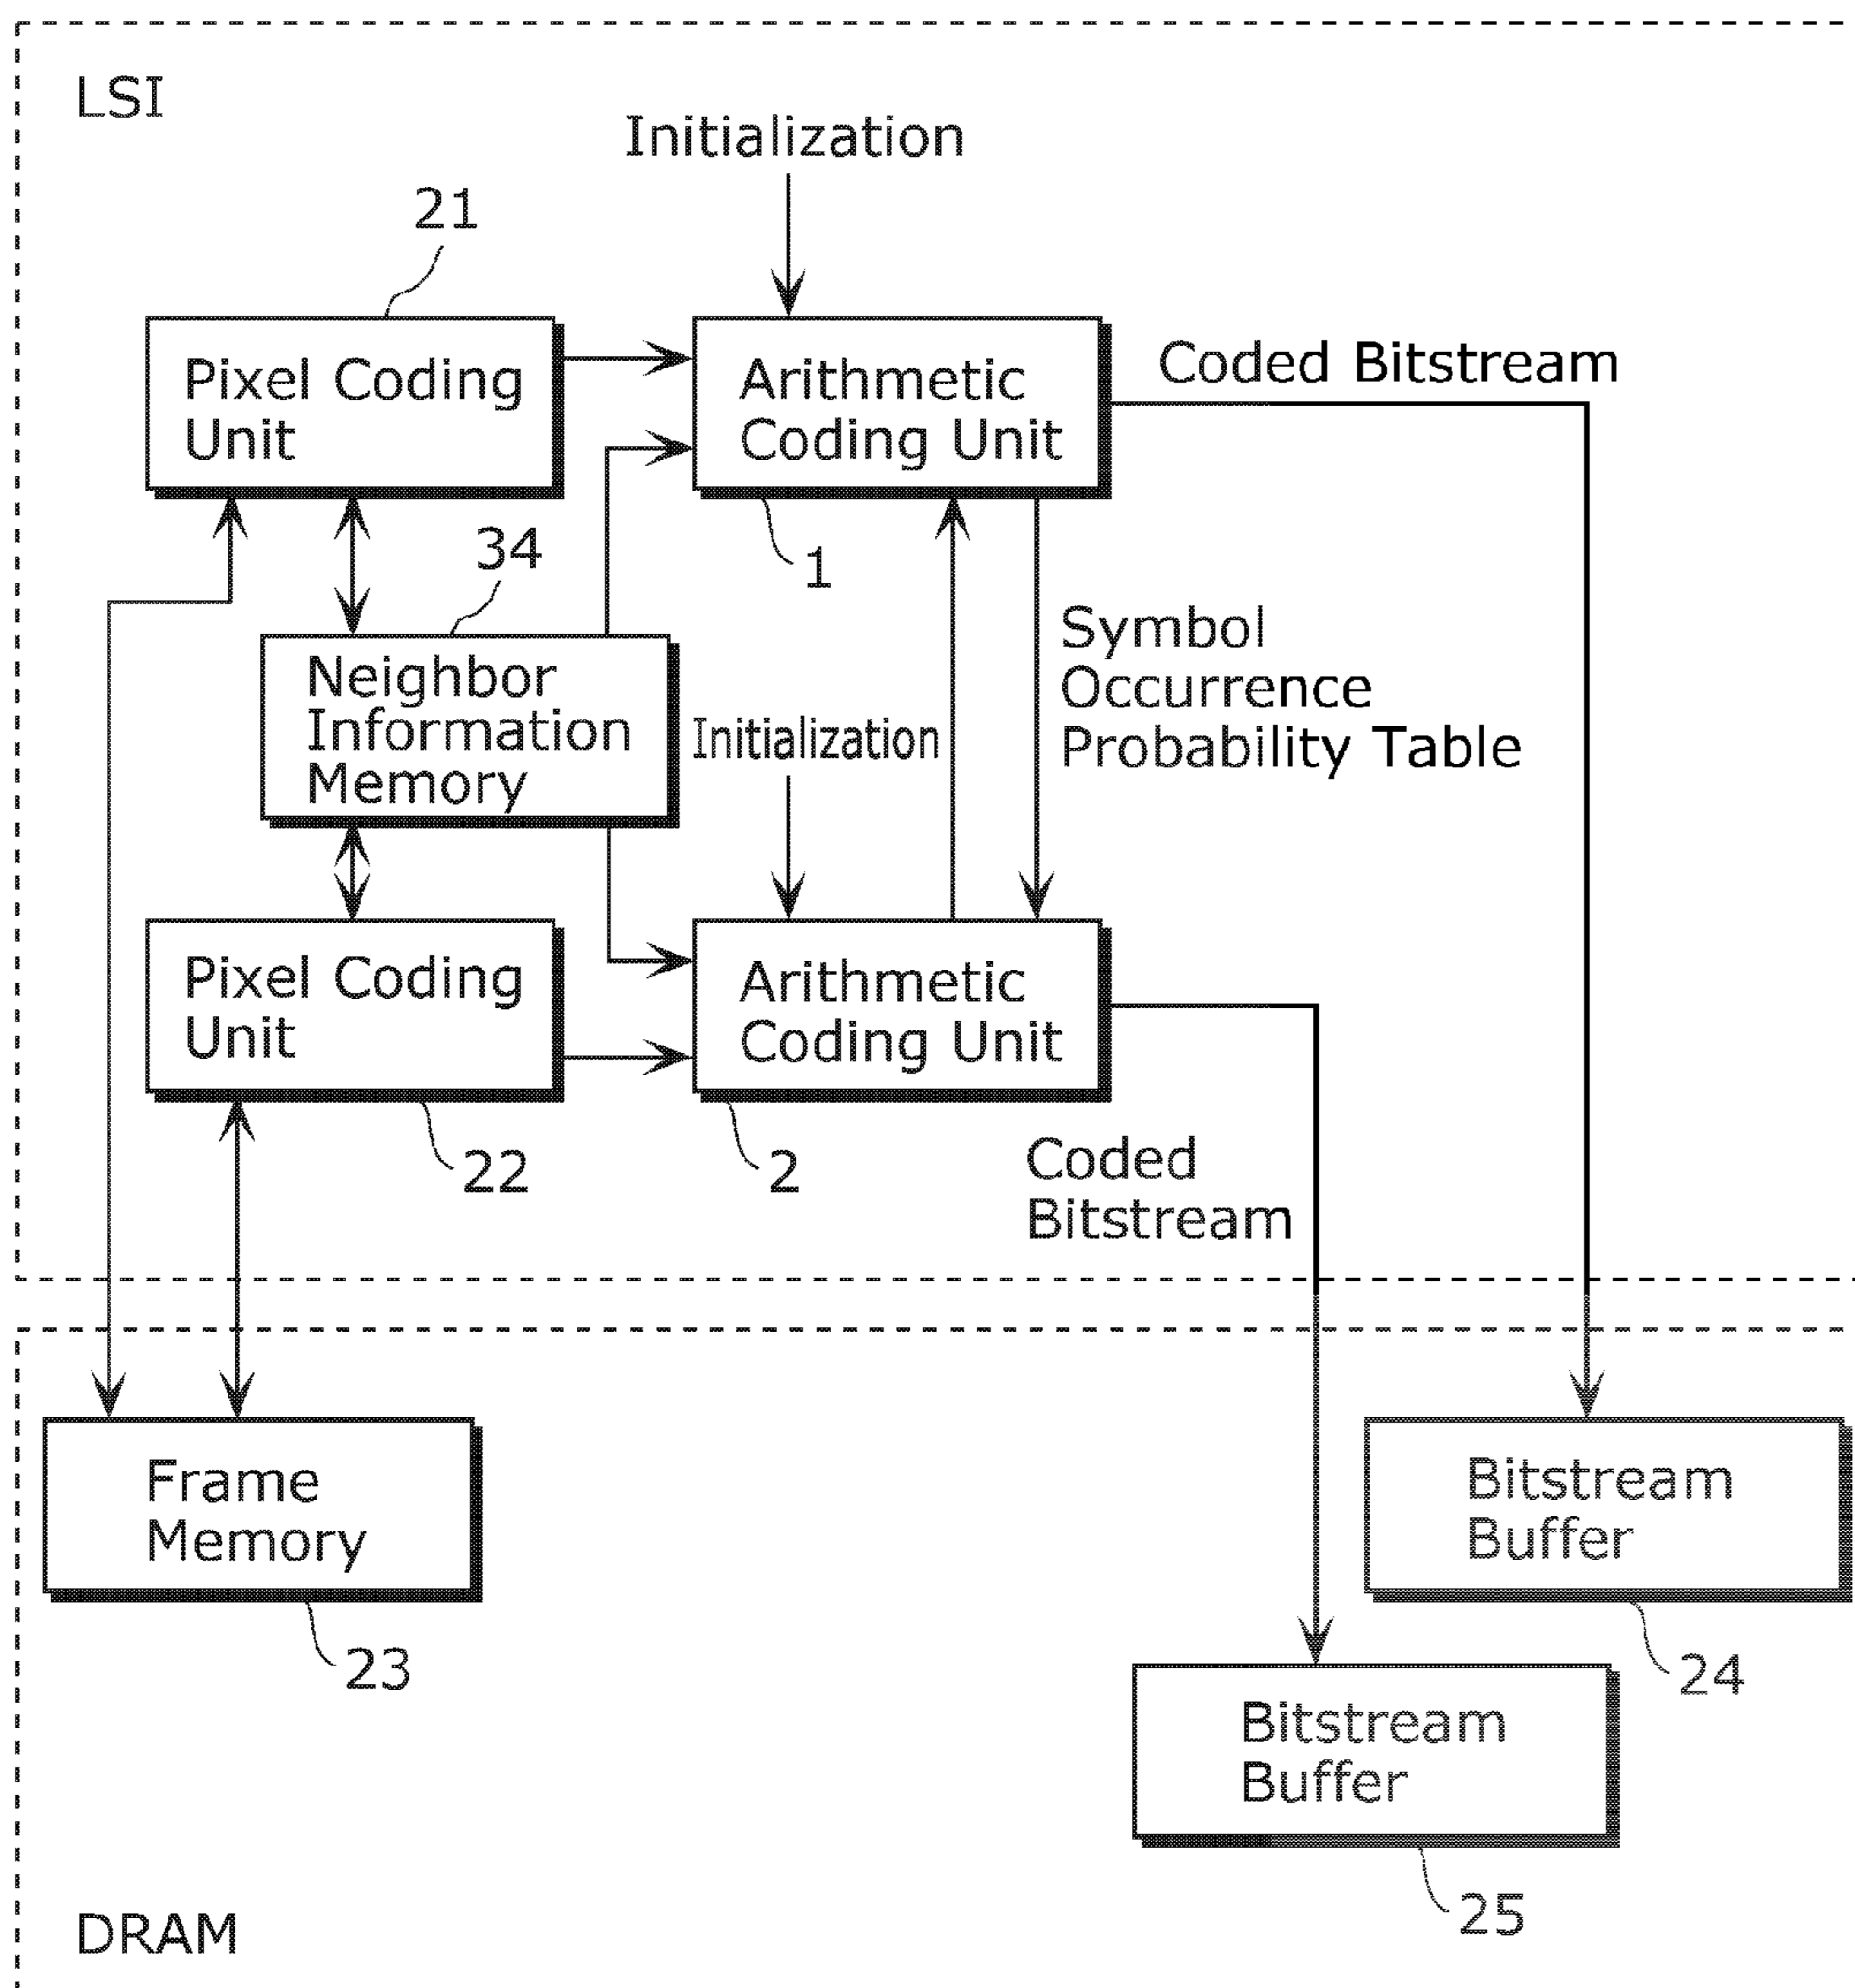 LSI
Initialization
21
Pixel Coding
Unit
Arithmetic
Coding Unit
Coded Bitstream
34
1
Neighbor
Information
Memory
Initialization
Symbol
Occurrence
Probability Table
Pixel Coding
Unit
Arithmetic
Coding Unit
22
2
Coded
Bitstream
Frame
Memory
23
Bitstream
Buffer
24
Bitstream
Buffer
25
DRAM